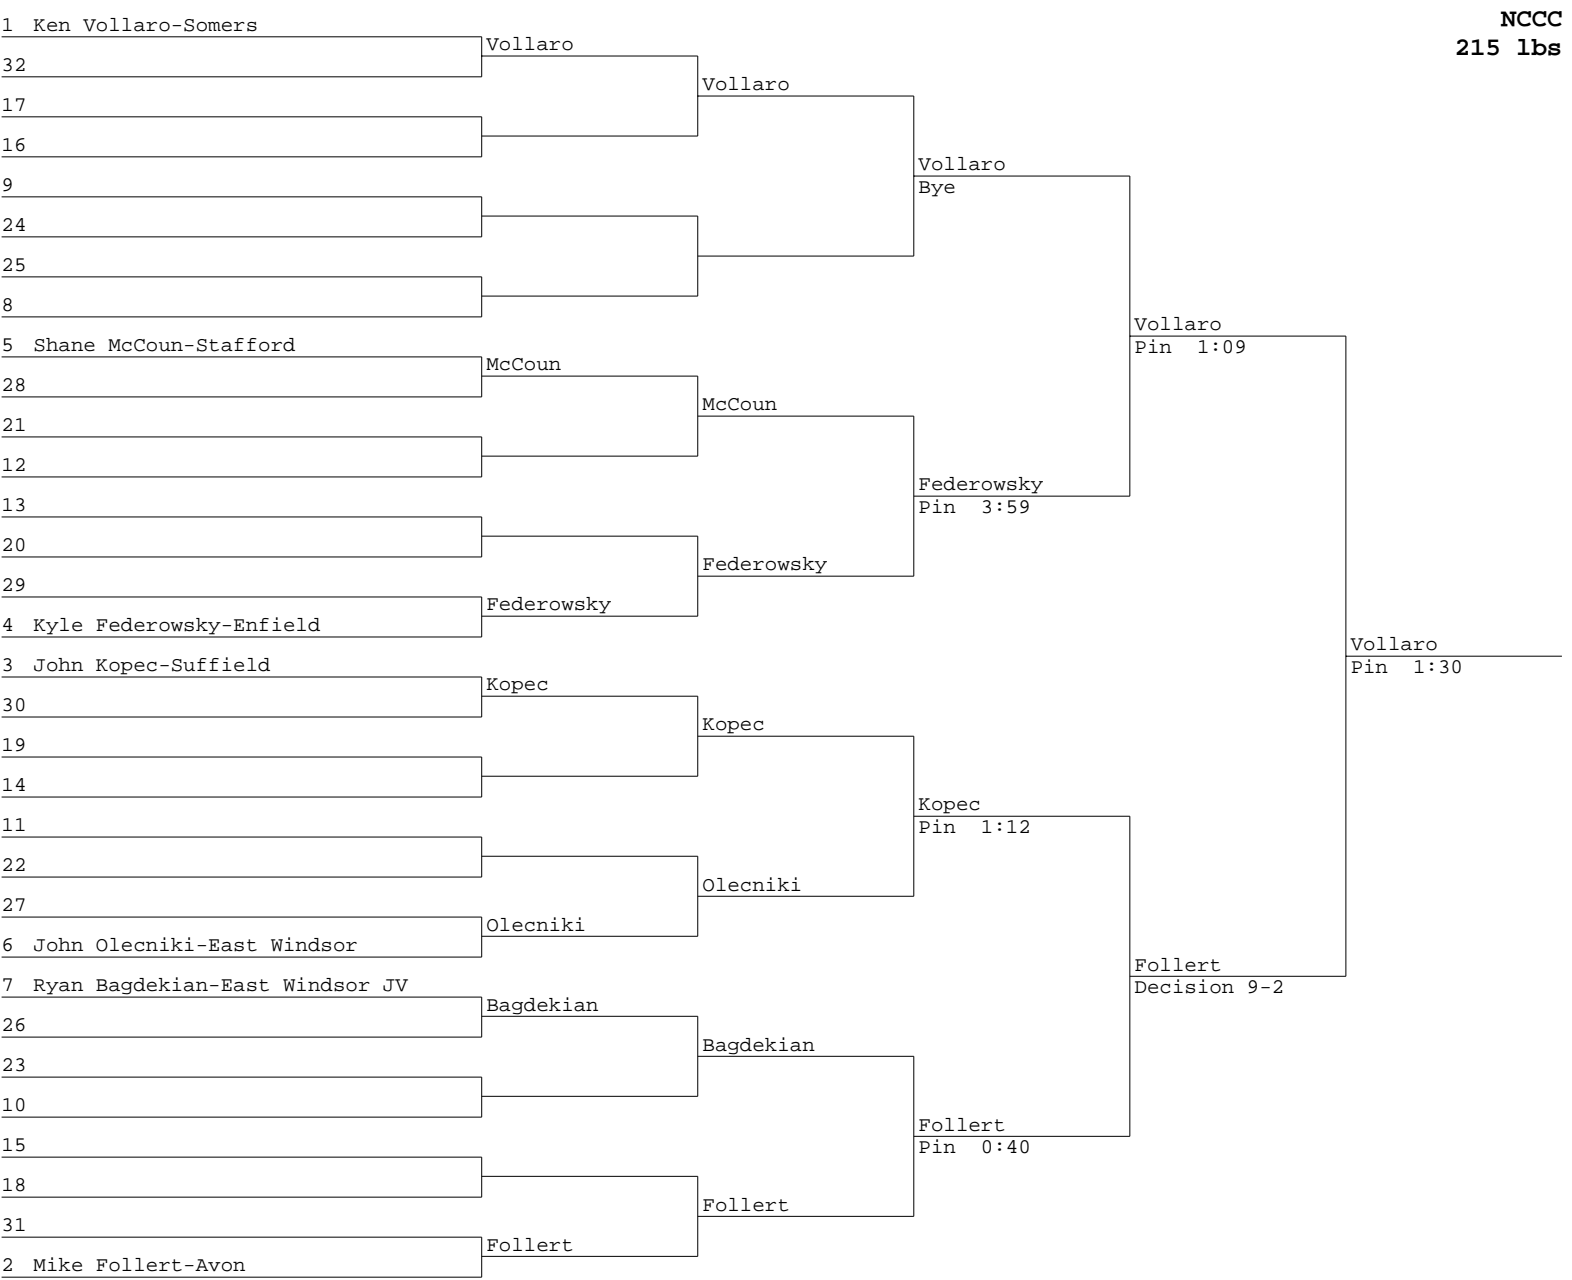 NCCC
215 lbs
1 Ken Vollaro-Somers
Vollaro
32
Vollaro
17
16
Vollaro
Bye
9
24
25
8
Vollaro
Pin 1:09
5 Shane McCoun-Stafford
McCoun
28
McCoun
21
12
Federowsky
Pin 3:59
13
20
Federowsky
29
Federowsky
4 Kyle Federowsky-Enfield
Vollaro
Pin 1:30
3 John Kopec-Suffield
Kopec
30
Kopec
19
14
Kopec
Pin 1:12
11
22
Olecniki
27
Olecniki
6 John Olecniki-East Windsor
Follert
Decision 9-2
7 Ryan Bagdekian-East Windsor JV
Bagdekian
26
Bagdekian
23
10
Follert
Pin 0:40
15
18
Follert
31
Follert
2 Mike Follert-Avon